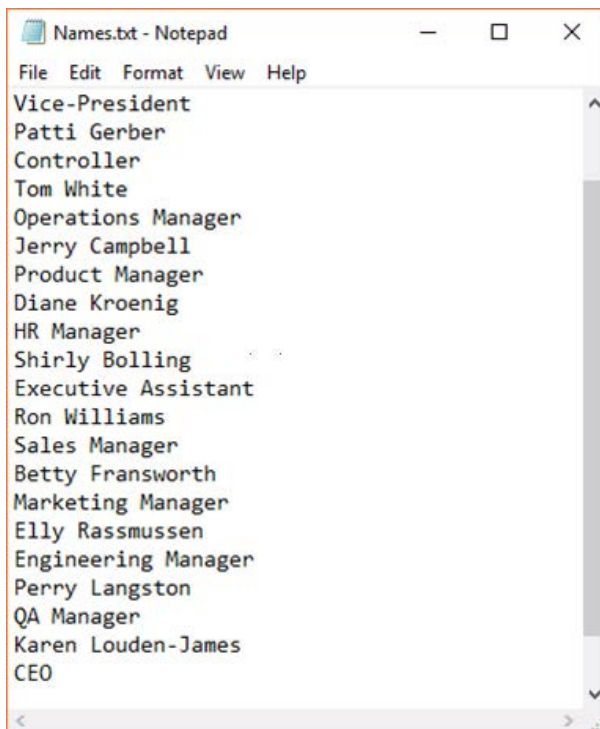 Names.txt - Notepad
File Edit Format View Help
Vice-President
Patti Gerber
Controller
Tom White
Operations Manager
Jerry Campbell
Product Manager
Diane Kroenig
HR Manager
Shirly Bolling
Executive Assistant
Ron Williams
Sales Manager
Betty Fransworth
Marketing Manager
Elly Rassmussen
Engineering Manager
Perry Langston
QA Manager
Karen Louden-James
CEO